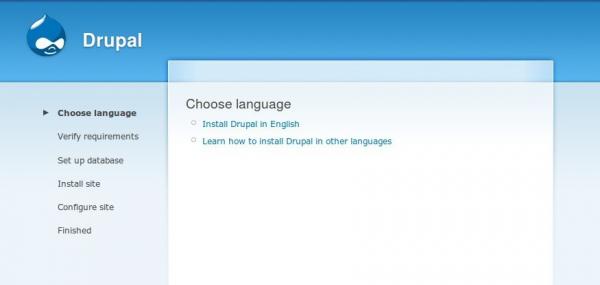 Drupal
Choose language
Verify requirements
Set up database
Install site
Configure site
Finished
Choose language
Install Drupal in English
Learn how to install Drupal in other languages